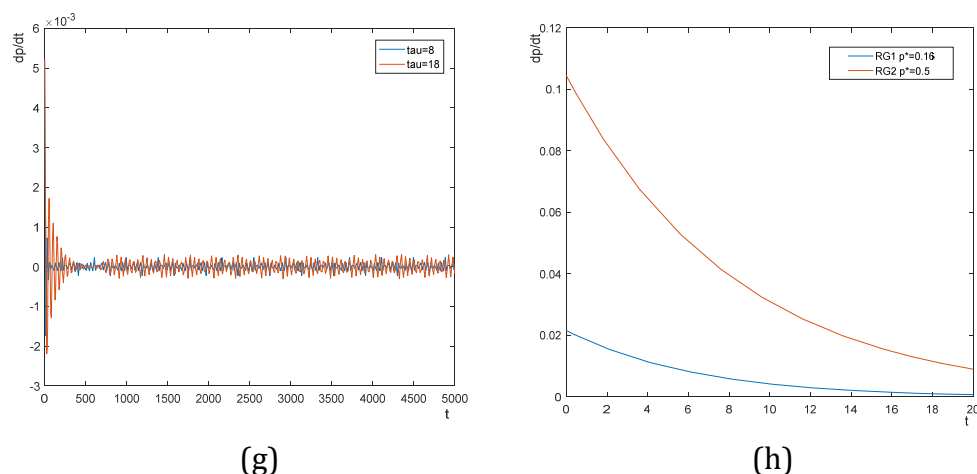 ×10-3
dp/dt
6
5
4
3
2
1
0
-1
-2
-3
0 500 1000 1500 2000 2500 3000 3500 4000 4500 5000
t
tau=8
tau=18
(g)
dp/dt
0.12
0.1
0.08
0.06
0.04
0.02
0
0 2 4 6 8 10 12 14 16 18 20
t
RG1 p*=0.16
RG2 p*=0.5
(h)